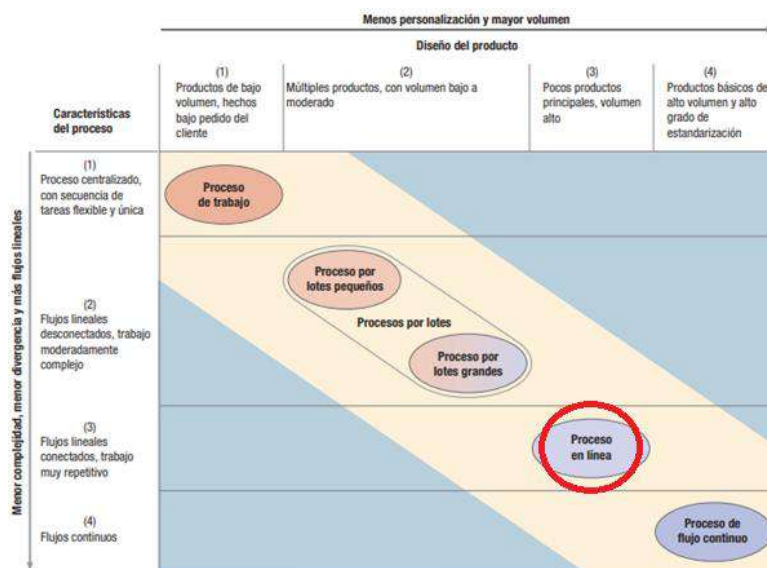 Menos personalización y mayor volumen
Diseño del producto
Características
del proceso
(1)
Productos de bajo
volumen, hechos
bajo pedido del
cliente
(2)
Múltiples productos, con volumen bajo a
moderado
(3)
Pocos productos
principales, volumen
alto
(4)
Productos básicos de
alto volumen y alto
grado de
estandarización
Menor complejidad, menor divergencia y más flujos lineales
(1)
Proceso centralizado,
con secuencia de
tareas flexible y única
Proceso
de trabajo
(2)
Flujos lineales
desconectados, trabajo
moderadamente
complejo
Proceso por
lotes pequeños
Procesos por lotes
Proceso por
lotes grandes
(3)
Flujos lineales
conectados, trabajo
muy repetitivo
Proceso
en línea
(4)
Flujos continuos
Proceso de
flujo continuo